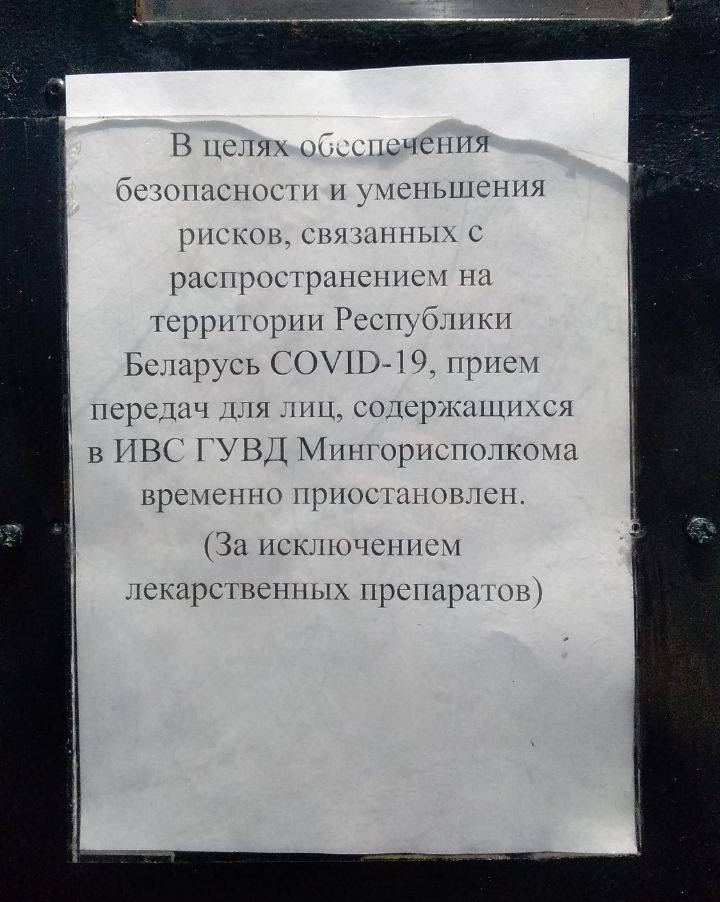 В целях обеспечения
безопасности и уменьшения
рисков, связанных с
распространением на
территории Республики
Беларусь COVID-19, прием
передач для лиц, содержащихся
в ИВС ГУВД Мингорисполкома
временно приостановлен.
(За исключением
лекарственных препаратов)